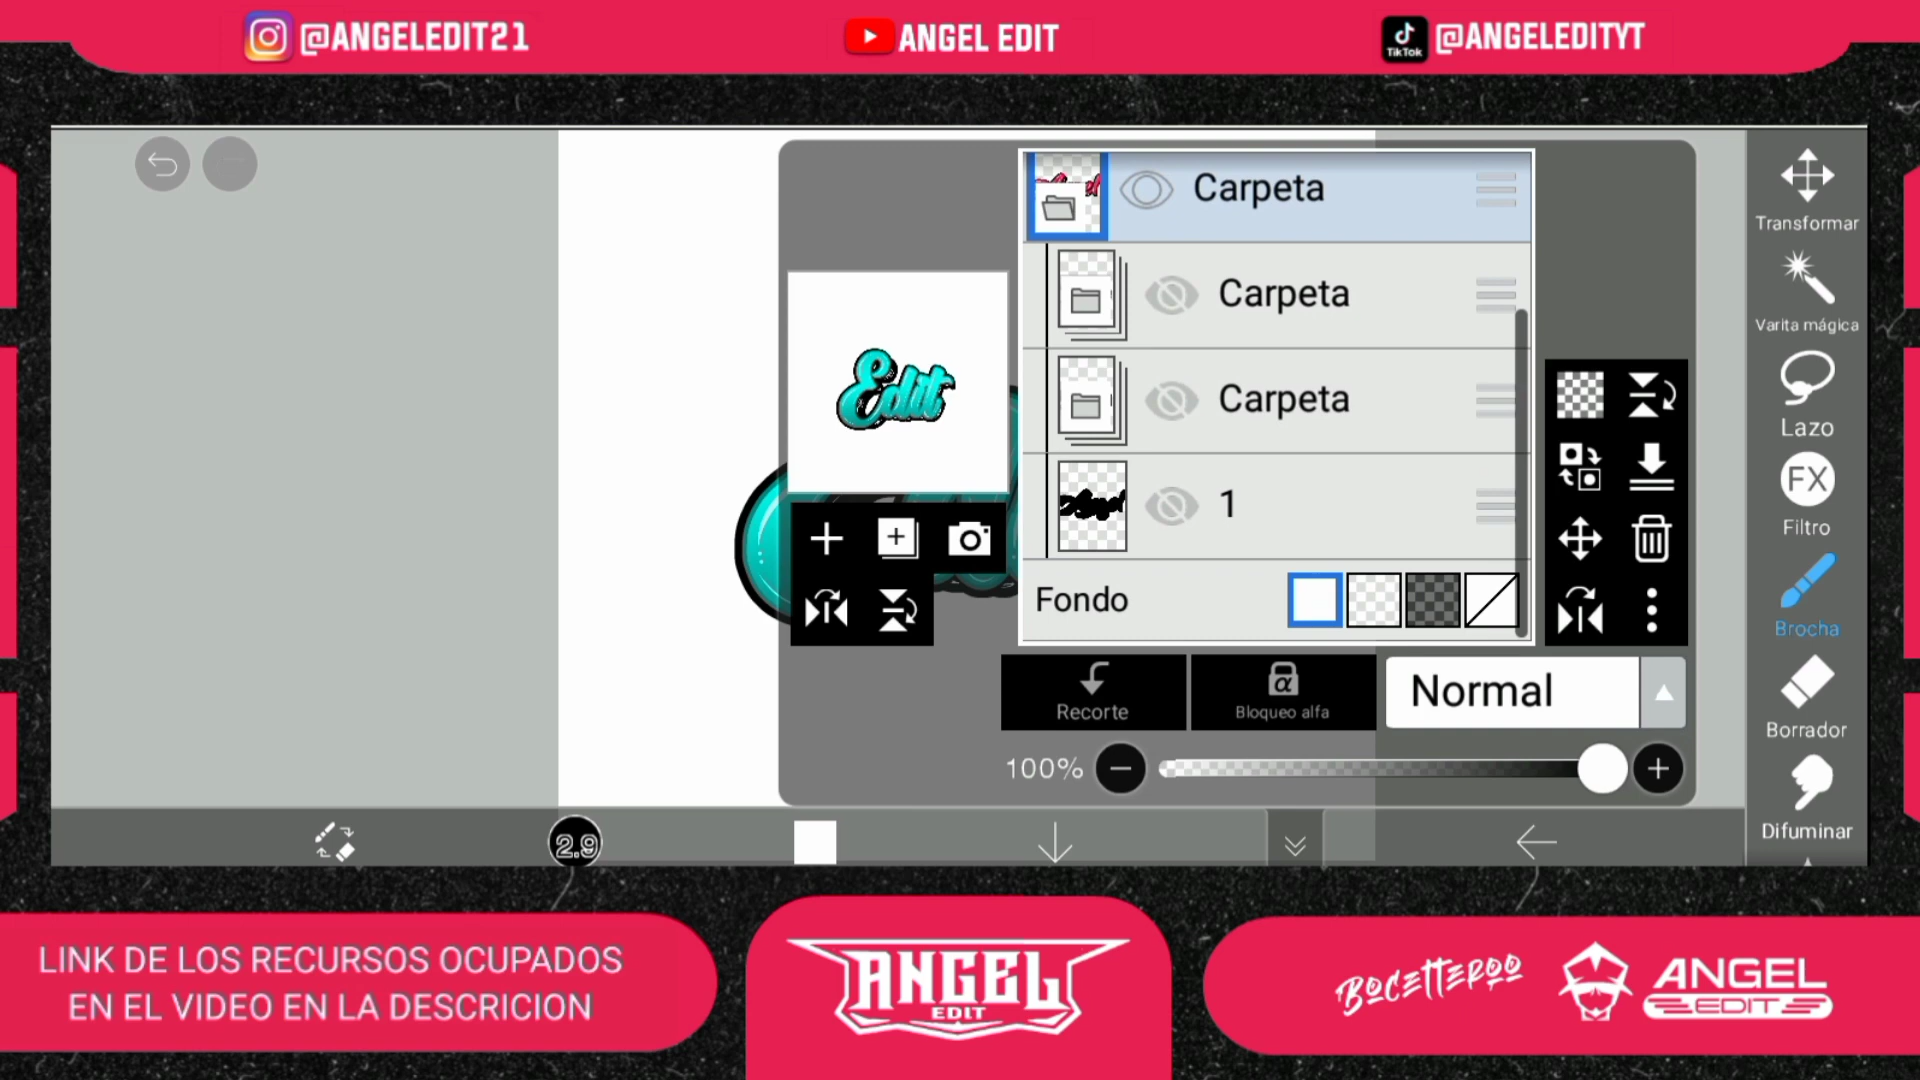 @ANGELEDIT21
ANGEL EDIT
TikTok
@ANGELEDITYT
Carpeta
Carpeta
Carpeta
1
Fondo
Edit
Recorte
α
Bloqueo alfa
Normal
100%
Transformar
Varita mágica
Lazo
FX
Filtro
Brocha
Borrador
Difuminar
2.9
LINK DE LOS RECURSOS OCUPADOS
EN EL VIDEO EN LA DESCRICION
ANGEL
EDIT
BOCETTEROO
ANGEL
EDIT